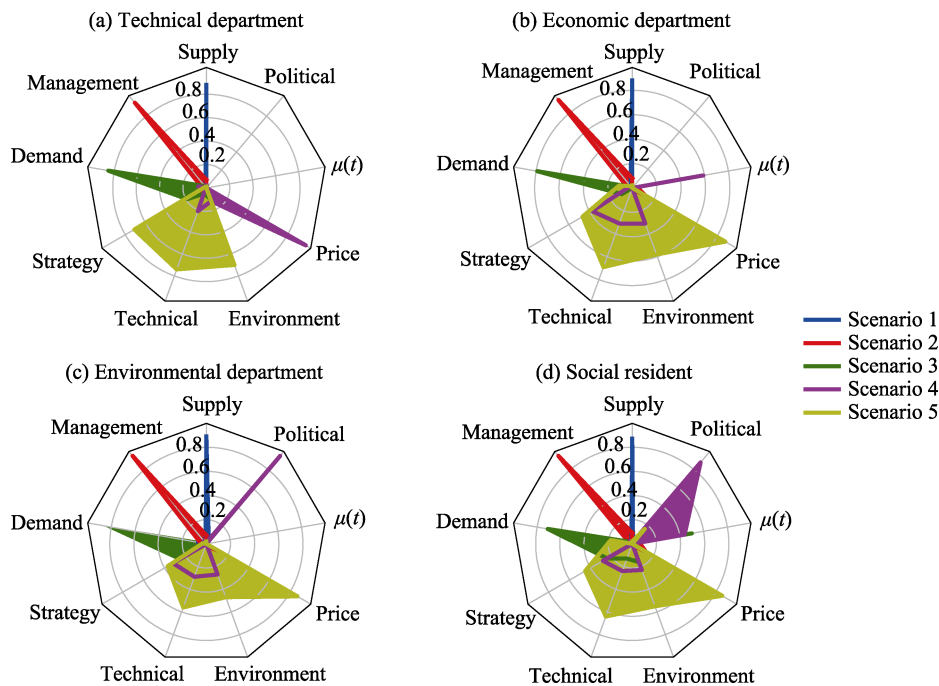 (a) Technical department
Supply
Political
μ(t)
Price
Environment
Technical
Strategy
Demand
Management
0.8
0.6
0.4
0.2
(b) Economic department
Supply
Political
μ(t)
Price
Environment
Technical
Strategy
Demand
Management
0.8
0.6
0.4
0.2
Scenario 1
Scenario 2
Scenario 3
Scenario 4
Scenario 5
(c) Environmental department
Supply
Political
μ(t)
Price
Environment
Technical
Strategy
Demand
Management
0.8
0.6
0.4
0.2
(d) Social resident
Supply
Political
μ(t)
Price
Environment
Technical
Strategy
Demand
Management
0.8
0.6
0.4
0.2